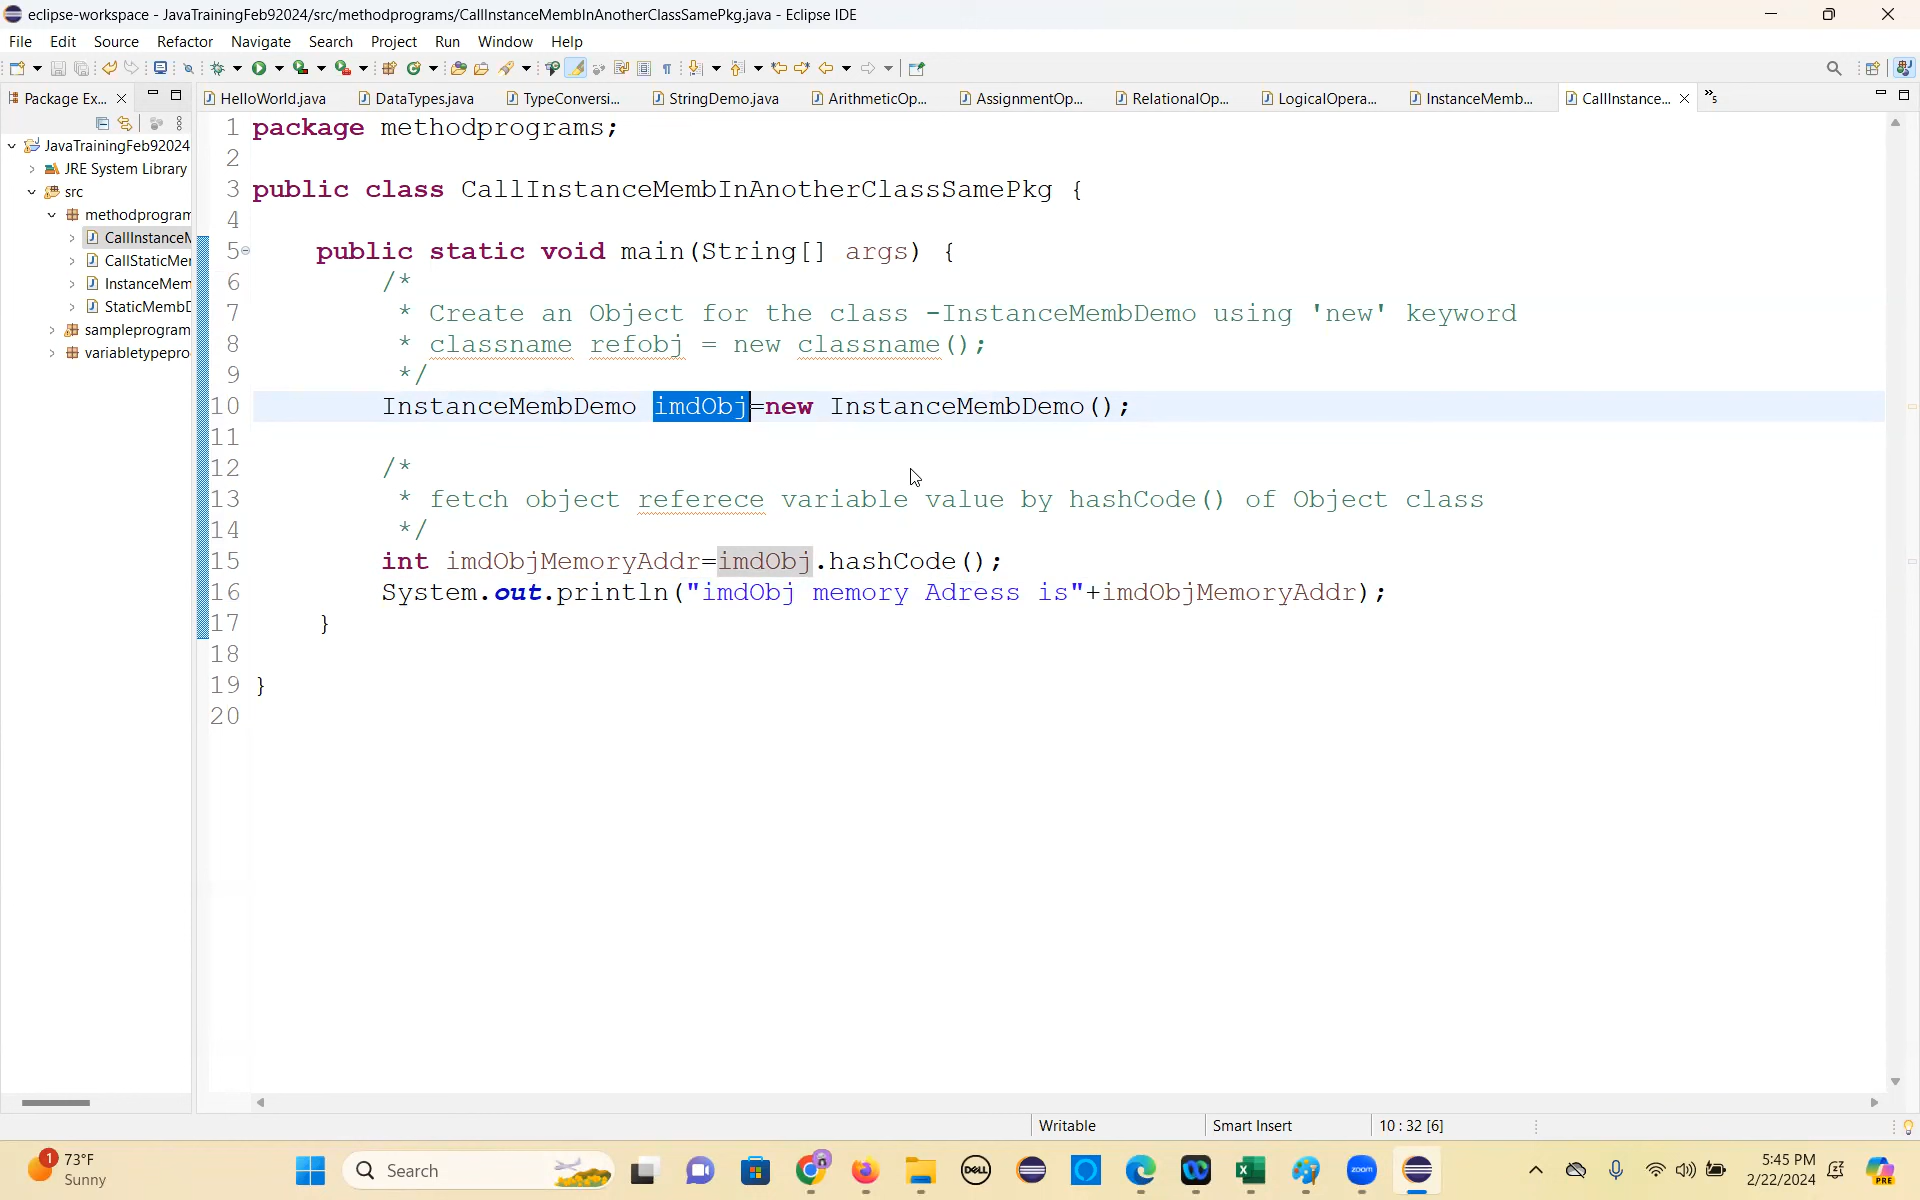 eclipse-workspace - JavaTrainingFeb92024/src/methodprograms/CallInstanceMembInAnotherClassSamePkg.java - Eclipse IDE
File Edit Source Refactor Navigate Search Project Run Window Help
Package Ex...
HelloWorld.java DataTypes.java TypeConversi... StringDemo.java ArithmeticOp... AssignmentOp... RelationalOp... LogicalOpera... InstanceMemb... CallInstance... »5
JavaTrainingFeb92024
JRE System Library
src
methodprogram
CallInstanceM
CallStaticMer
InstanceMem
StaticMembD
sampleprogram
variabletypepro
1 package methodprograms;
2
3 public class CallInstanceMembInAnotherClassSamePkg {
4
5 public static void main(String[] args) {
6 /*
7 * Create an Object for the class -InstanceMembDemo using 'new' keyword
8 * classname refobj = new classname();
9 */
10 InstanceMembDemo imdObj=new InstanceMembDemo();
11
12 /*
13 * fetch object referece variable value by hashCode() of Object class
14 */
15 int imdObjMemoryAddr=imdObj.hashCode();
16 System.out.println("imdObj memory Adress is"+imdObjMemoryAddr);
17 }
18
19 }
20
Writable Smart Insert 10 : 32 [6]
1
73°F
Sunny
Search
DELL
zoom
5:45 PM
2/22/2024
PRE